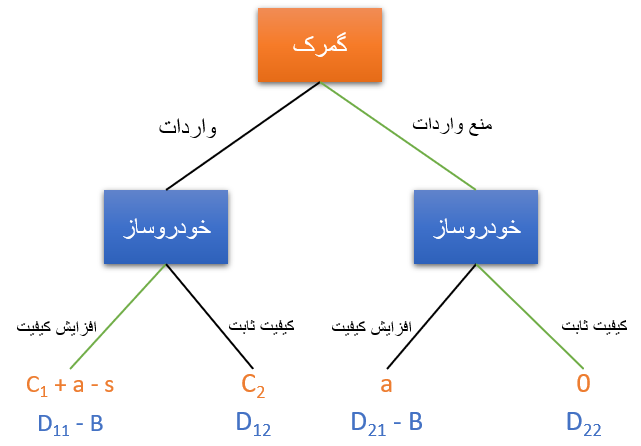 گمرک
منع واردات
واردات
خودروساز
خودروساز
کیفیت ثابت
افزایش کیفیت
کیفیت ثابت
افزایش کیفیت
C₁ + a - s
C₂
a
0
D₁₁ - B
D₁₂
D₂₁ - B
D₂₂